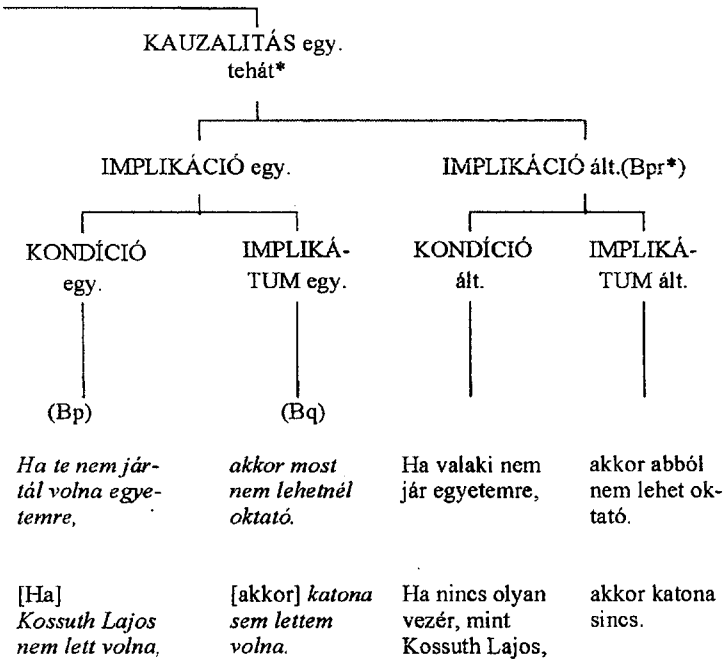 KAUZALITÁS egy.
tehát*
IMPLIKÁCIÓ egy.
IMPLIKÁCIÓ ált.(Bpr*)
KONDÍCIÓ
egy.
IMPLIKÁ-
TUM egy.
KONDÍCIÓ
ált.
IMPLIKÁ-
TUM ált.
(Bp)
(Bq)
Ha te nem jár-
tál volna egye-
temre,
akkor most
nem lehetnél
oktató.
Ha valaki nem
jár egyetemre,
akkor abból
nem lehet ok-
tató.
[Ha]
Kossuth Lajos
nem lett volna,
[akkor] katona
sem lettem
volna.
Ha nincs olyan
vezér, mint
Kossuth Lajos,
akkor katona
sincs.